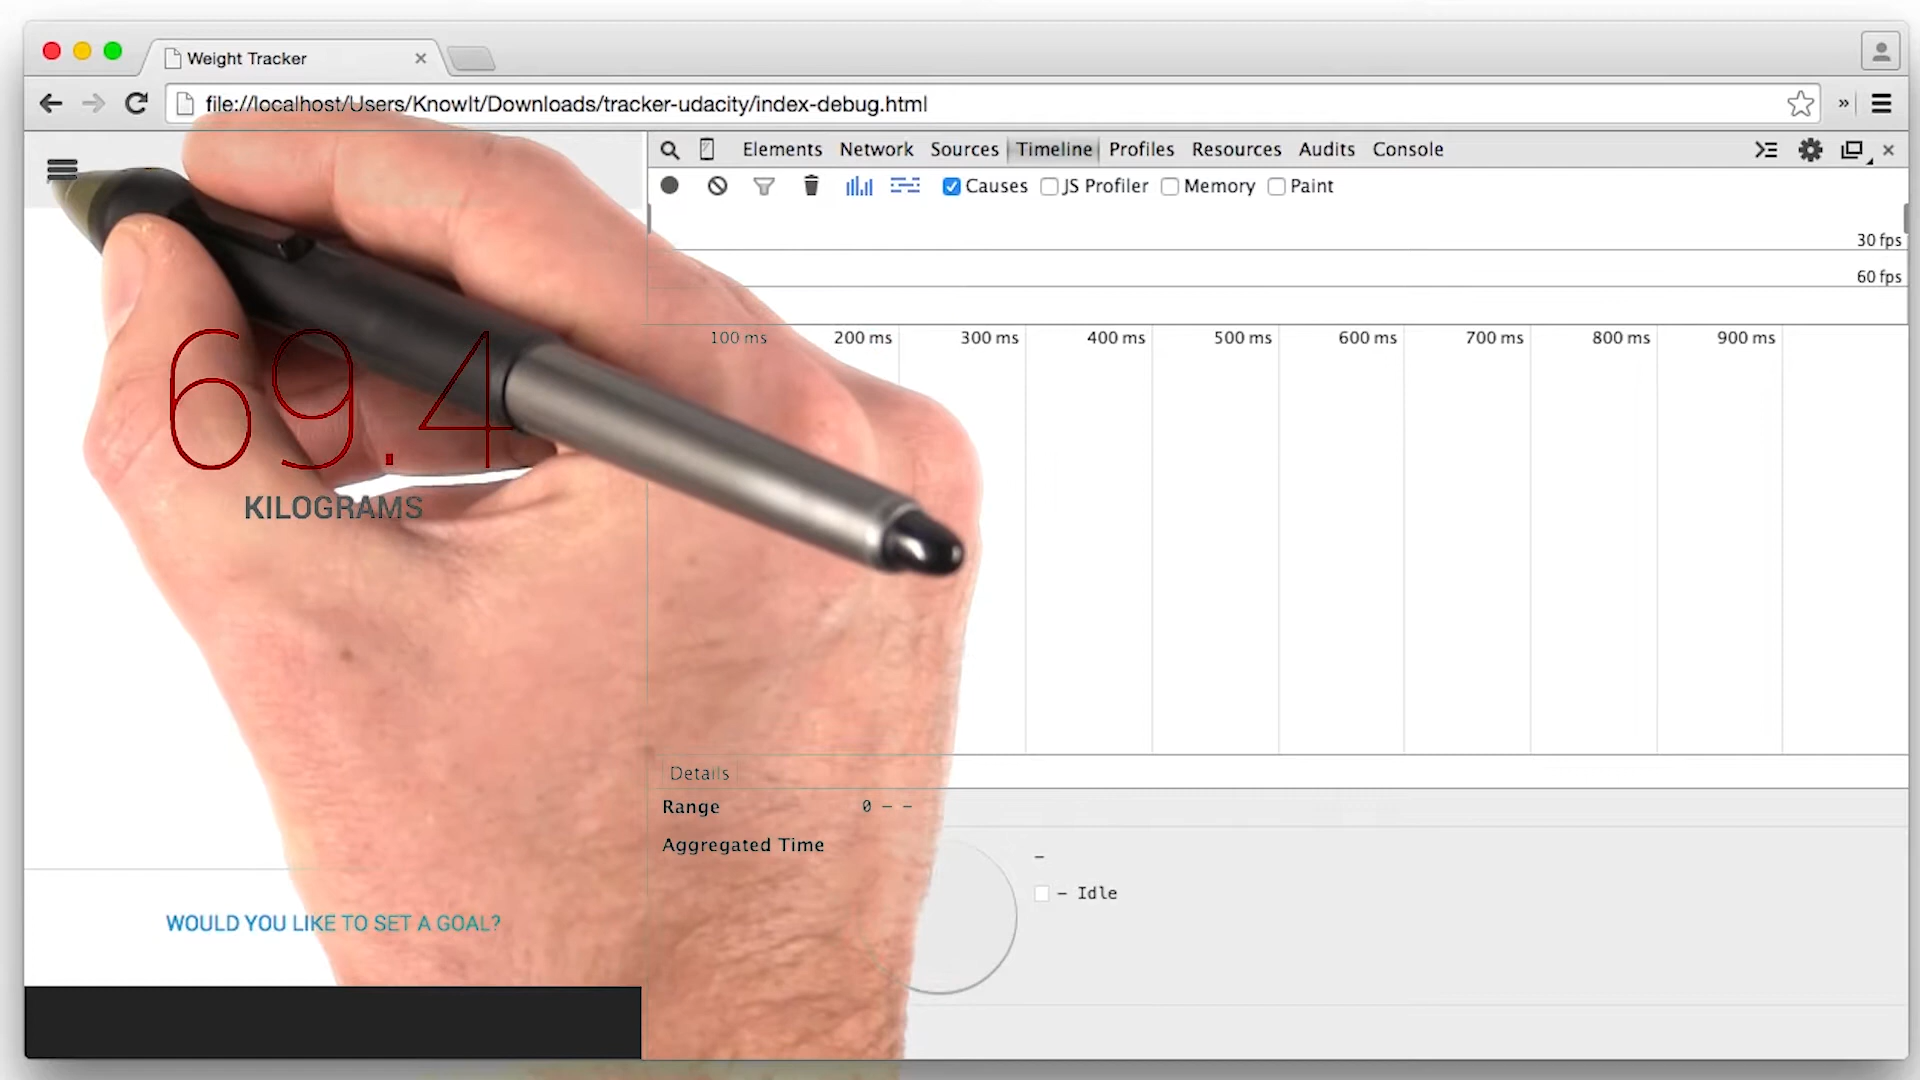 Weight Tracker
file://localhost/Users/KnowIt/Downloads/tracker-udacity/index-debug.html
Elements Network Sources Timeline Profiles Resources Audits Console
Causes JS Profiler Memory Paint
30 fps
60 fps
100 ms 200 ms 300 ms 400 ms 500 ms 600 ms 700 ms 800 ms 900 ms
69.4
KILOGRAMS
Details
Range 0 – –
Aggregated Time
–
– Idle
WOULD YOU LIKE TO SET A GOAL?